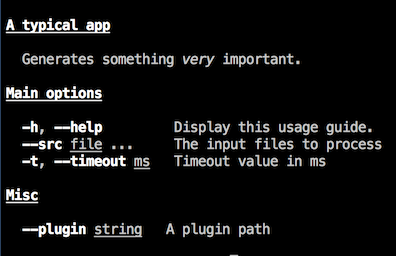 A typical app
Generates something very important.
Main options
-h, --help Display this usage guide.
--src file ... The input files to process
-t, --timeout ms Timeout value in ms
Misc
--plugin string A plugin path